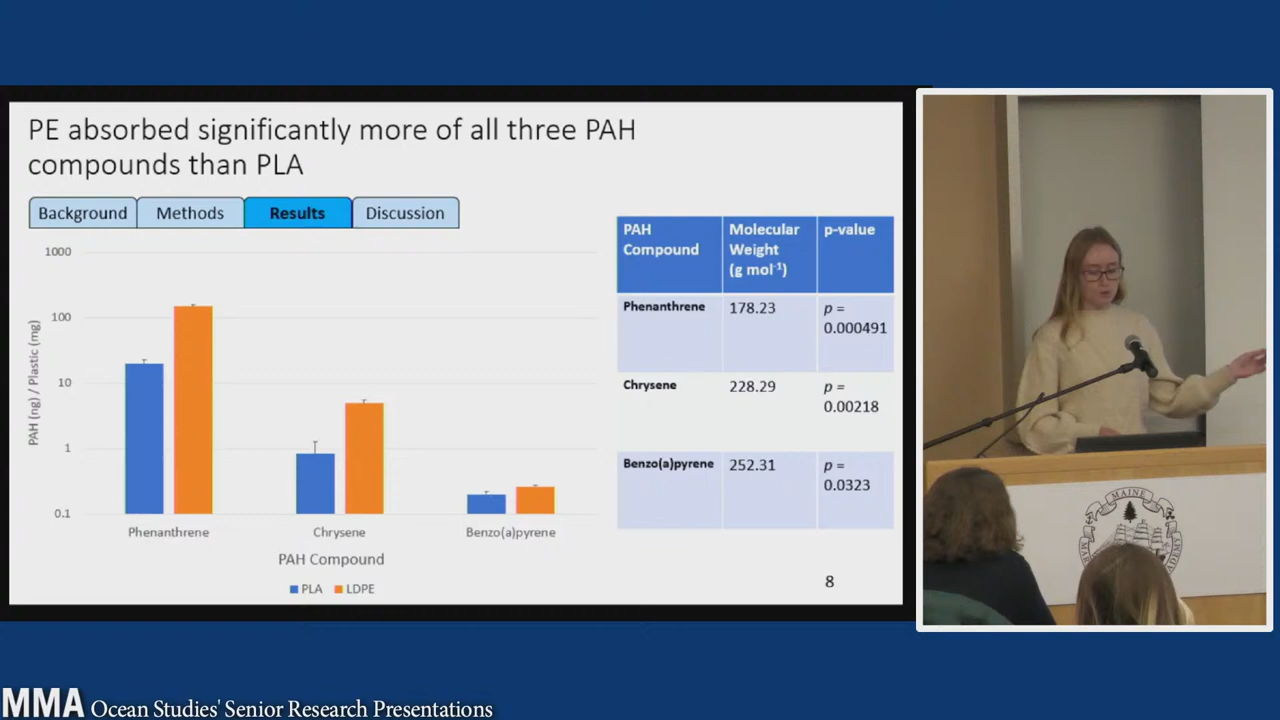 PE absorbed significantly more of all three PAH
compounds than PLA
Background
Methods
Results
Discussion
1000
100
10
1
0.1
PAH (ng) / Plastic (mg)
Phenanthrene
Chrysene
Benzo(a)pyrene
PAH Compound
PLA
LDPE
PAH
Compound
Molecular
Weight
(g mol⁻¹)
p-value
Phenanthrene
178.23
p =
0.000491
Chrysene
228.29
p =
0.00218
Benzo(a)pyrene
252.31
p =
0.0323
8
MAINE
MMA Ocean Studies' Senior Research Presentations